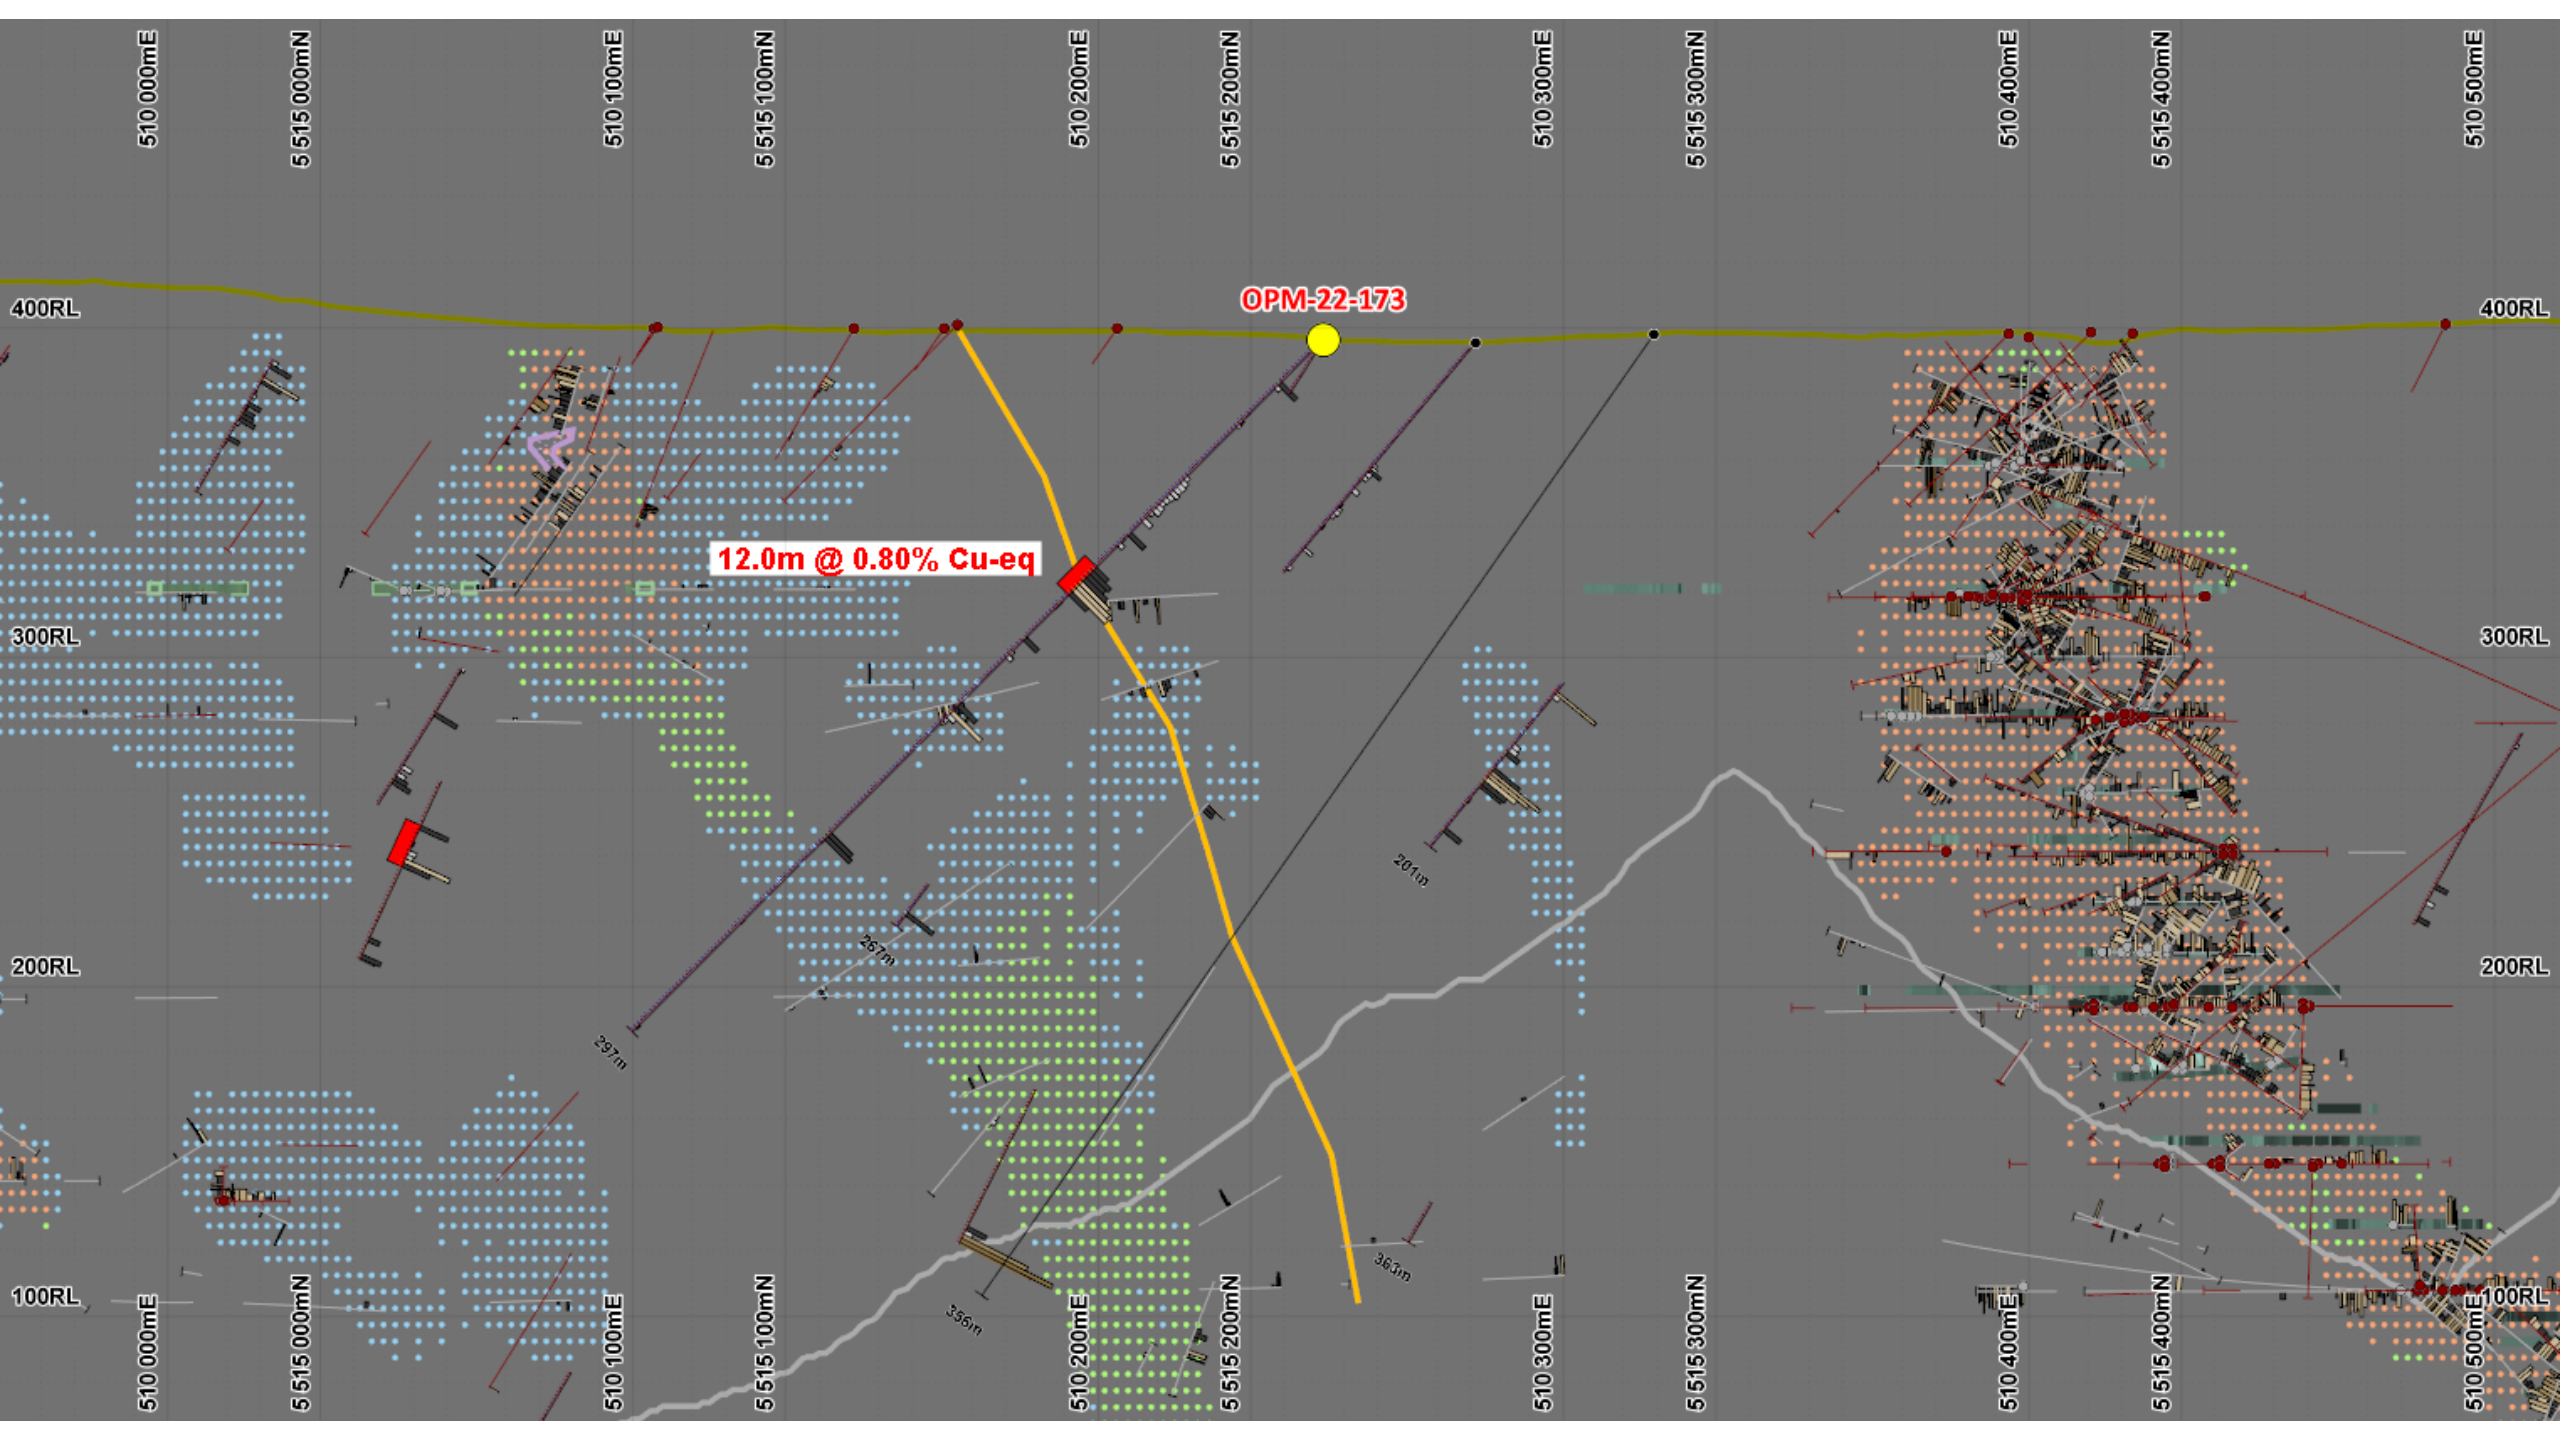 510 000mE
5 515 000mN
510 100mE
5 515 100mN
510 200mE
5 515 200mN
510 300mE
5 515 300mN
510 400mE
5 515 400mN
510 500mE
OPM-22-173
400RL
400RL
12.0m @ 0.80% Cu-eq
300RL
300RL
201m
267m
200RL
200RL
297m
363m
100RL
100RL
356m
510 000mE
5 515 000mN
510 100mE
5 515 100mN
510 200mE
5 515 200mN
510 300mE
5 515 300mN
510 400mE
5 515 400mN
510 500mE